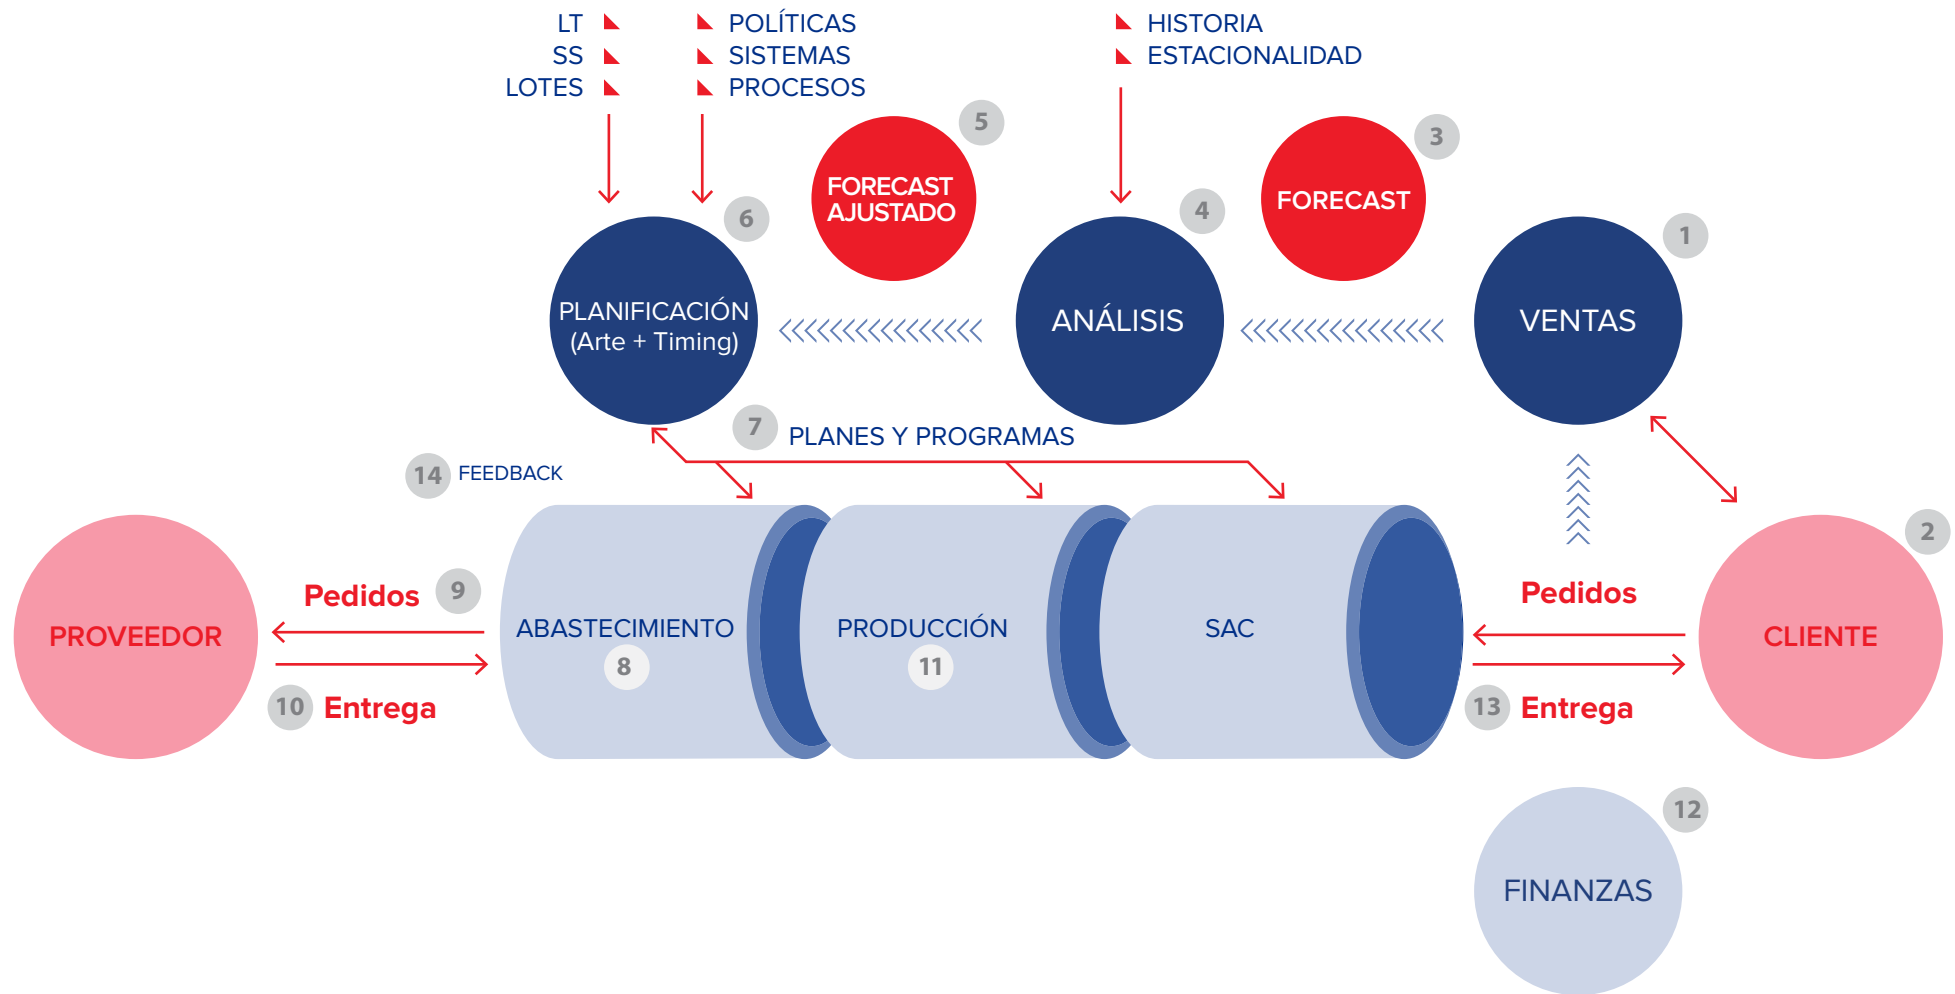 LT
SS
LOTES
POLÍTICAS
SISTEMAS
PROCESOS
HISTORIA
ESTACIONALIDAD
5
FORECAST
AJUSTADO
3
FORECAST
6
PLANIFICACIÓN
(Arte + Timing)
4
ANÁLISIS
1
VENTAS
7 PLANES Y PROGRAMAS
14 FEEDBACK
2
CLIENTE
PROVEEDOR
Pedidos 9
10 Entrega
ABASTECIMIENTO
8
PRODUCCIÓN
11
SAC
Pedidos
13 Entrega
12
FINANZAS